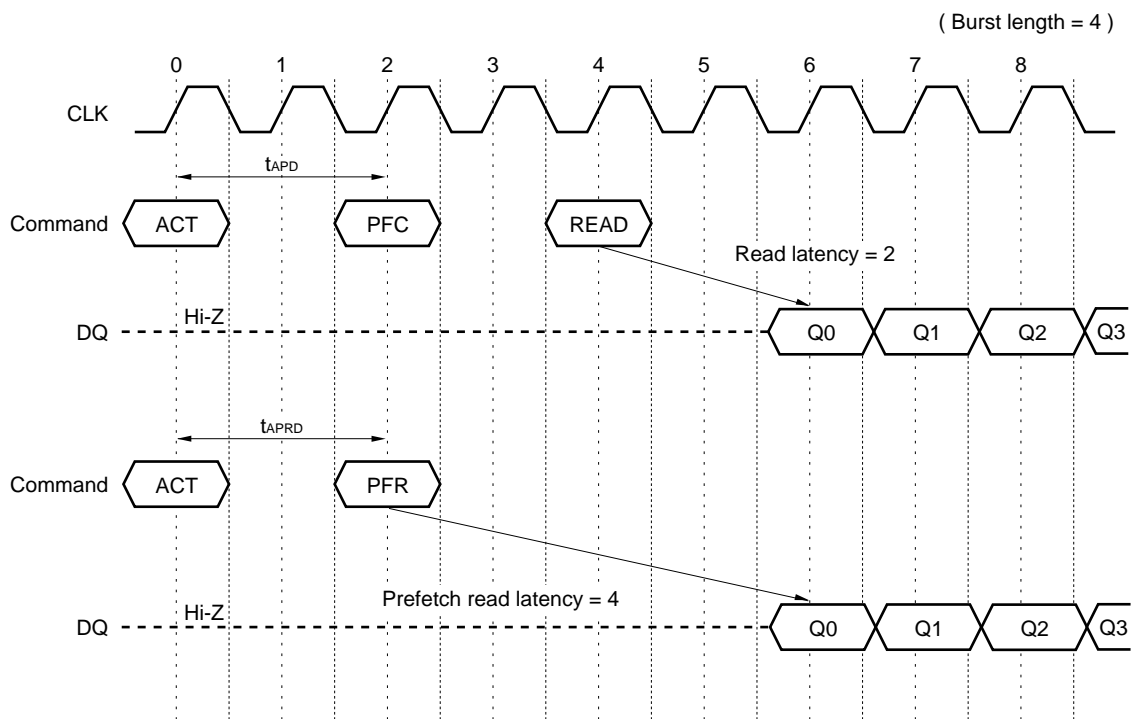 ( Burst length = 4 )
0 1 2 3 4 5 6 7 8
CLK
tAPD
Command ACT PFC READ
Read latency = 2
Hi-Z
DQ Q0 Q1 Q2 Q3
tAPRD
Command ACT PFR
Prefetch read latency = 4
Hi-Z
DQ Q0 Q1 Q2 Q3